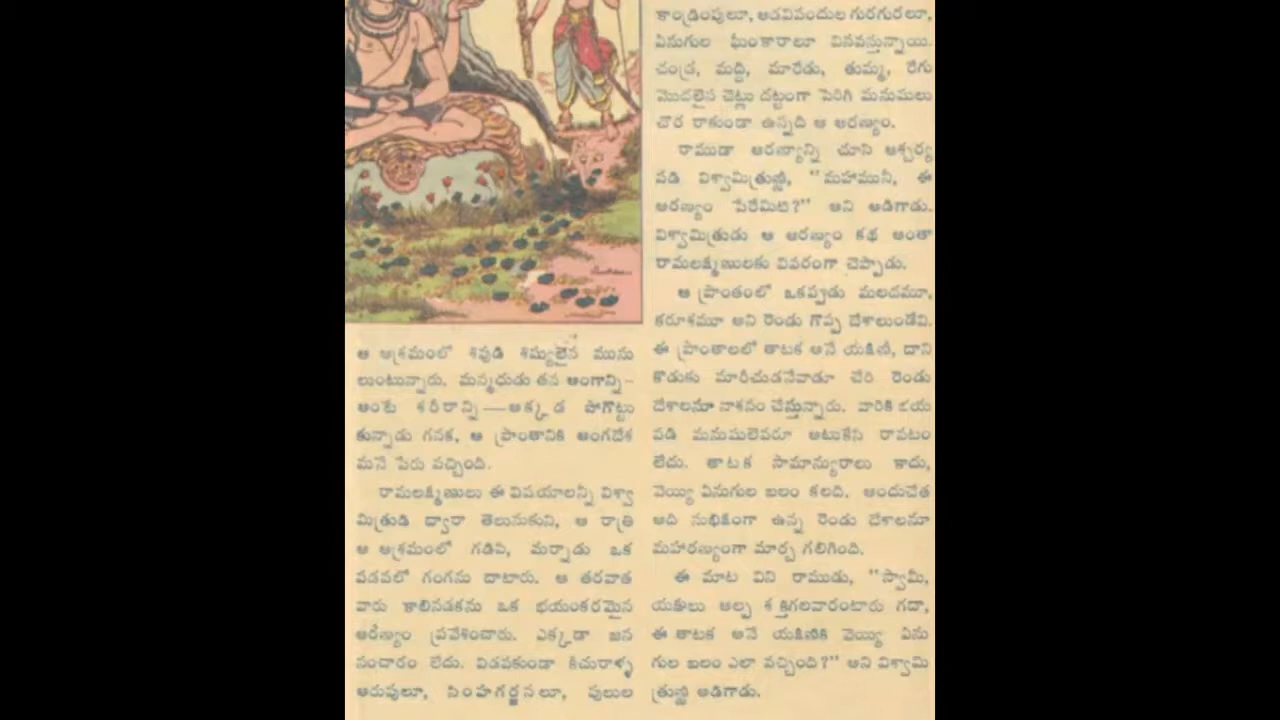 ఆ ఆశ్రమంలో శివుడి శిష్యులైన మును
లుంటున్నారు. మన్మథుడు తన అంగాన్ని-
అంటే శరీరాన్ని—అక్కడ పోగొట్టు
కున్నాడు గనక, ఆ ప్రాంతానికి అంగదేశ
మనే పేరు వచ్చింది.
రామలక్ష్మణులు ఈ విషయాలన్నీ విశ్వా
మిత్రుడి ద్వారా తెలుసుకుని, ఆ రాత్రి
ఆ ఆశ్రమంలో గడిపి, మర్నాడు ఒక
పడవలో గంగను దాటారు. ఆ తరవాత
వారు కాలినడకను ఒక భయంకరమైన
అరణ్యం ప్రవేశించారు. ఎక్కడా జన
సంచారం లేదు. విడవకుండా కీచురాళ్ళ
అరుపులూ, సింహగర్జనలూ, పులుల
కాండ్రింపులూ, అడవిపందుల గురగురలూ,
ఏనుగుల ఘీంకారాలూ వినవస్తున్నాయి.
చండ్ర, మద్ది, మారేడు, తుమ్మ, రేగు
మొదలైన చెట్లు దట్టంగా పెరిగి మనుషులు
చొర రాకుండా ఉన్నది ఆ అరణ్యం.
రాముడా అరణ్యాన్ని చూసి ఆశ్చర్య
పడి విశ్వామిత్రుణ్ణి, "మహామునీ, ఈ
అరణ్యం పేరేమిటి?" అని అడిగాడు.
విశ్వామిత్రుడు ఆ అరణ్యం కథ అంతా
రామలక్ష్మణులకు వివరంగా చెప్పాడు.
ఆ ప్రాంతంలో ఒకప్పుడు మలదమూ,
కరూశమూ అని రెండు గొప్ప దేశాలుండేవి.
ఈ ప్రాంతాలలో తాటక అనే యక్షిణీ, దాని
కొడుకు మారీచుడనేవాడూ చేరి రెండు
దేశాలనూ నాశనం చేస్తున్నారు. వారికి భయ
పడి మనుషులెవరూ అటుకేసి రావటం
లేదు. తాటక సామాన్యురాలు కాదు,
వెయ్యి ఏనుగుల బలం కలది. అందుచేత
అది సుభిక్షంగా ఉన్న రెండు దేశాలనూ
మహారణ్యంగా మార్చ గలిగింది.
ఈ మాట విని రాముడు, "స్వామీ,
యక్షులు అల్ప శక్తిగలవారంటారు గదా,
ఈ తాటక అనే యక్షిణికి వెయ్యి ఏను
గుల బలం ఎలా వచ్చింది?" అని విశ్వామి
త్రుణ్ణి అడిగాడు.